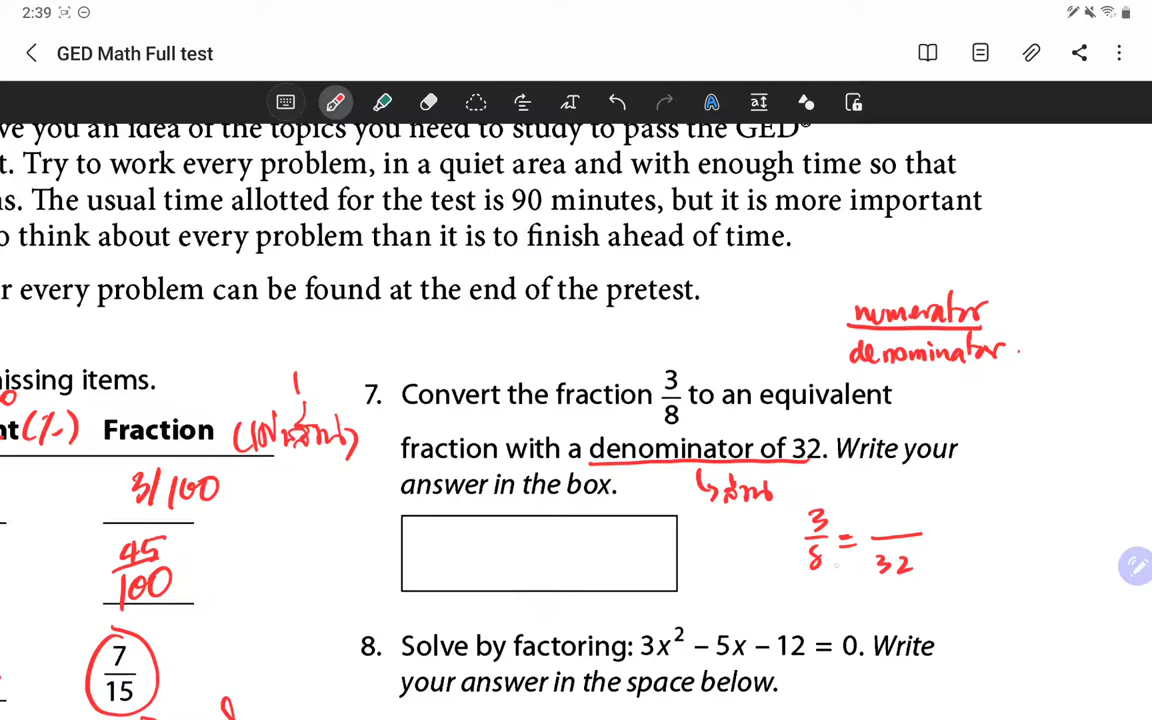 2:39
GED Math Full test
ve you an idea of the topics you need to study to pass the GED®
t. Try to work every problem, in a quiet area and with enough time so that
ns. The usual time allotted for the test is 90 minutes, but it is more important
o think about every problem than it is to finish ahead of time.
r every problem can be found at the end of the pretest.
numerator
denominator
issing items.
nt (%) Fraction
3/100
45
100
7
15
7. Convert the fraction 3/8 to an equivalent
fraction with a denominator of 32. Write your
answer in the box.
3/8 = /32
8. Solve by factoring: 3x² – 5x – 12 = 0. Write
your answer in the space below.